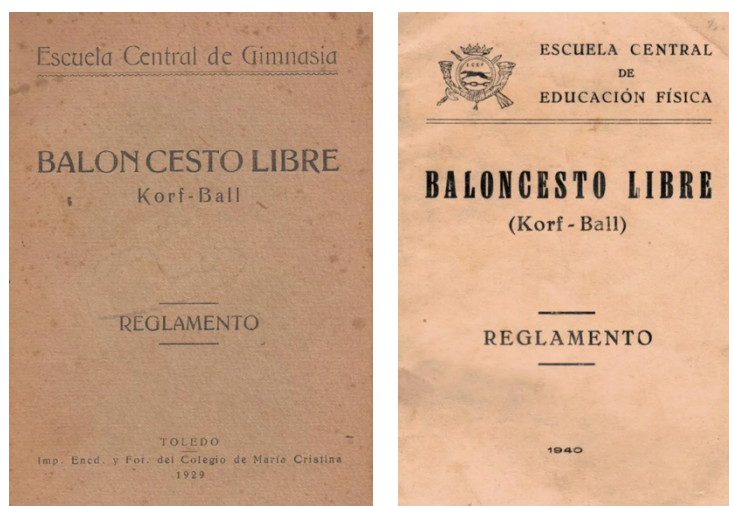 Escuela Central de Gimnasia
BALON CESTO LIBRE
Korf-Ball
REGLAMENTO
TOLEDO
Imp. Encd. y Fot. del Colegio de María Cristina
1929
ESCUELA CENTRAL
DE
EDUCACIÓN FÍSICA
BALONCESTO LIBRE
(Korf-Ball)
REGLAMENTO
1940